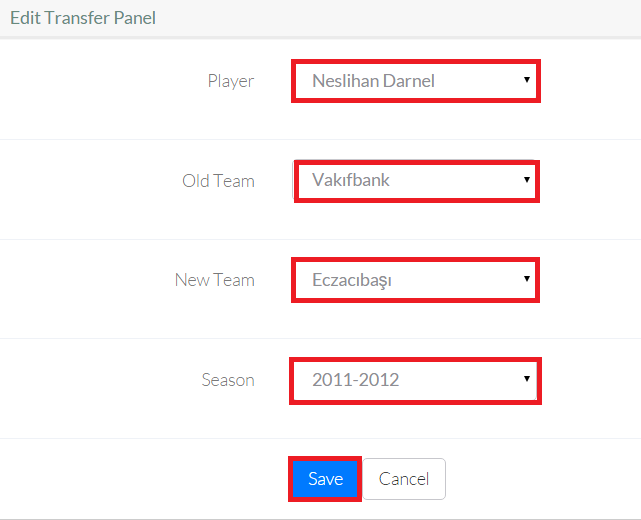 Edit Transfer Panel
Player Neslihan Darnel
Old Team Vakıfbank
New Team Eczacıbaşı
Season 2011-2012
Save Cancel